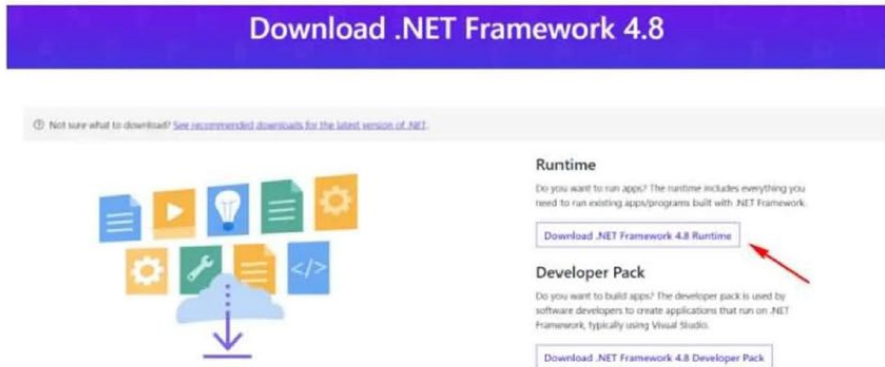 Download .NET Framework 4.8
Not sure what to download? See recommended downloads for the latest version of .NET.
Runtime
Do you want to run apps? The runtime includes everything you
need to run existing apps/programs built with .NET Framework.
Download .NET Framework 4.8 Runtime
Developer Pack
Do you want to build apps? The developer pack is used by
software developers to create applications that run on .NET
Framework, typically using Visual Studio.
Download .NET Framework 4.8 Developer Pack
</>